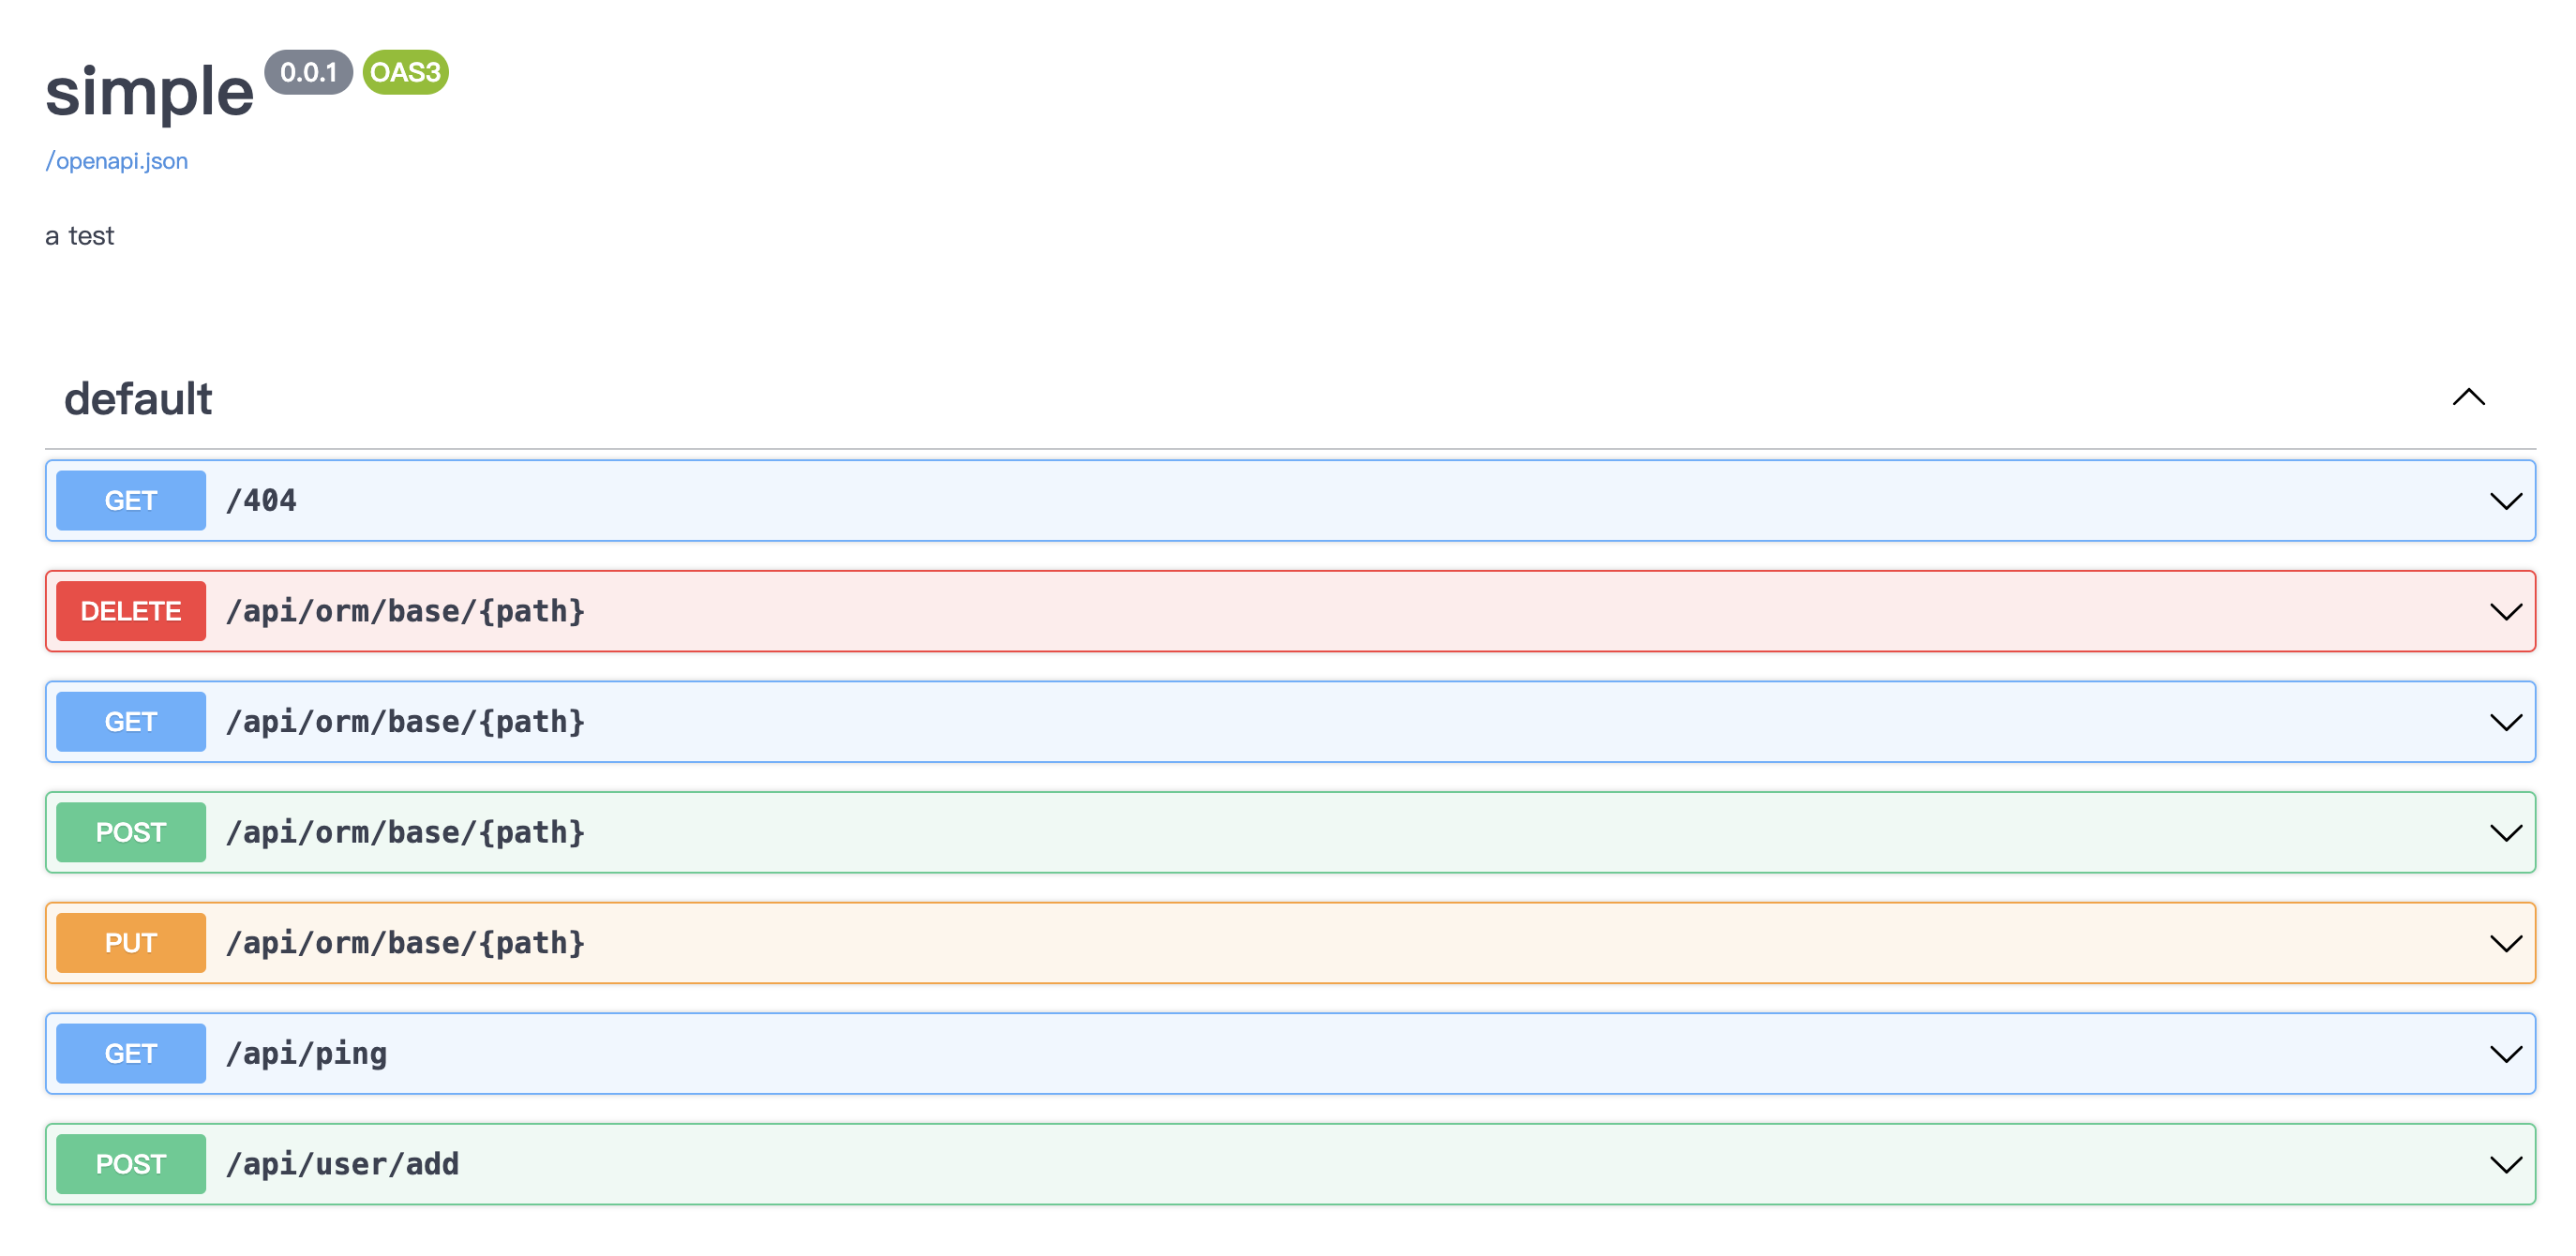 simple 0.0.1 OAS3
/openapi.json
a test
default
GET /404
DELETE /api/orm/base/{path}
GET /api/orm/base/{path}
POST /api/orm/base/{path}
PUT /api/orm/base/{path}
GET /api/ping
POST /api/user/add